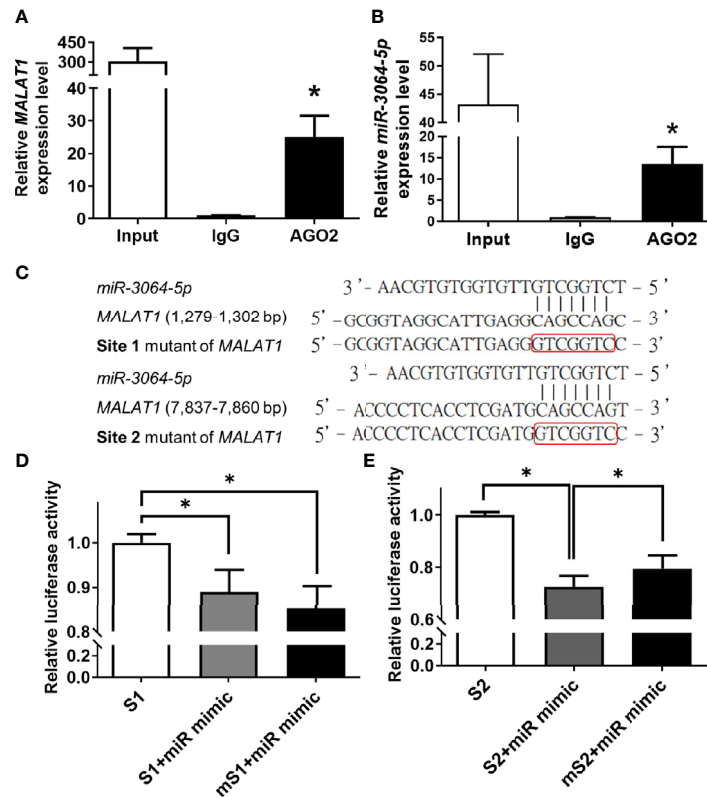 A
Relative MALAT1 expression level
450
300
40
30
20
10
0
*
Input
IgG
AGO2
B
Relative miR-3064-5p expression level
60
55
50
45
40
20
15
10
5
0
*
Input
IgG
AGO2
C
miR-3064-5p
3’- AACGTGTGGTGTTGTCGGTCT - 5’
MALAT1 (1,279-1,302 bp)
5’ - GCGGTAGGCATTGAGGCAGCCAGC - 3’
Site 1 mutant of MALAT1
5’ - GCGGTAGGCATTGAGGGTCGGTCC - 3’
miR-3064-5p
3’ - AACGTGTGGTGTTGTCGGTCT - 5’
MALAT1 (7,837-7,860 bp)
5’ - ACCCCTCACCTCGATGCAGCCAGT - 3’
Site 2 mutant of MALAT1
5’ - ACCCCTCACCTCGATGGTCGGTCC - 3’
D
Relative luciferase activity
1.0
0.9
0.8
0.2
0.0
*
*
S1
S1+miR mimic
mS1+miR mimic
E
Relative luciferase activity
1.0
0.8
0.6
0.2
0.0
*
*
S2
S2+miR mimic
mS2+miR mimic